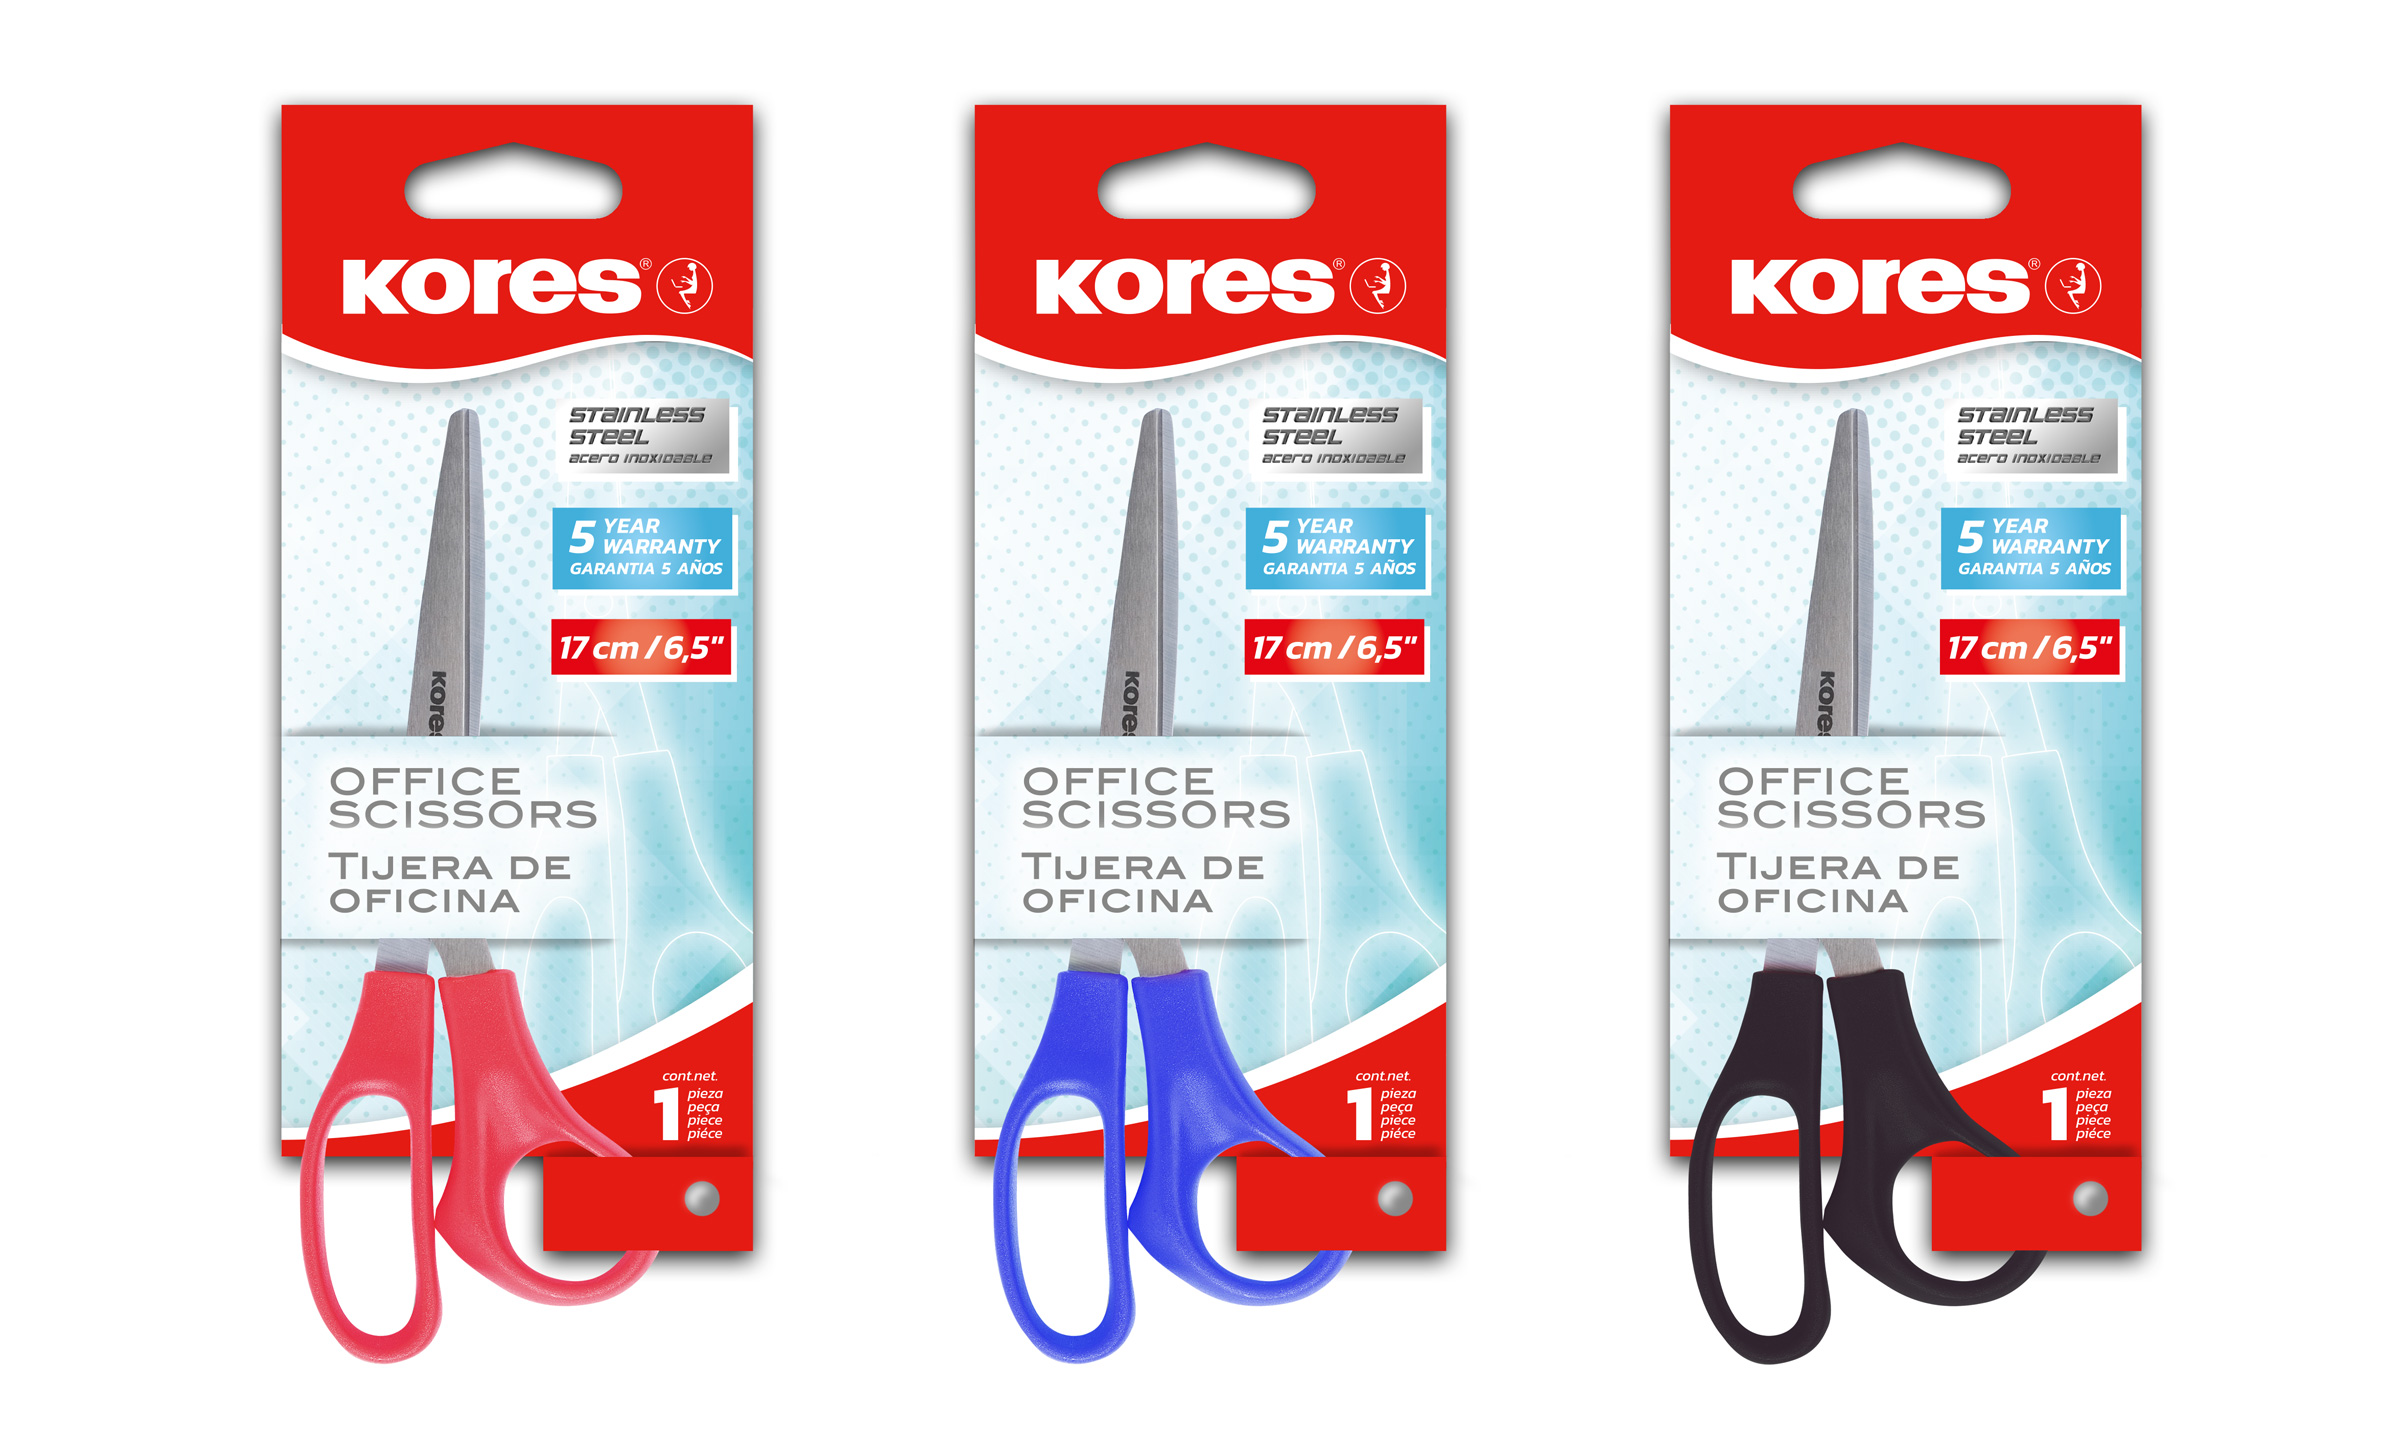 Kores®
STAINLESS
STEEL
acero inoxidable
5 YEAR
WARRANTY
GARANTIA 5 AÑOS
17 cm / 6,5"
Kores
OFFICE
SCISSORS
TIJERA DE
OFICINA
cont.net.
1 pieza
peça
piece
piéce
Kores®
STAINLESS
STEEL
acero inoxidable
5 YEAR
WARRANTY
GARANTIA 5 AÑOS
17 cm / 6,5"
Kores
OFFICE
SCISSORS
TIJERA DE
OFICINA
cont.net.
1 pieza
peça
piece
piéce
Kores®
STAINLESS
STEEL
acero inoxidable
5 YEAR
WARRANTY
GARANTIA 5 AÑOS
17 cm / 6,5"
Kores
OFFICE
SCISSORS
TIJERA DE
OFICINA
cont.net.
1 pieza
peça
piece
piéce